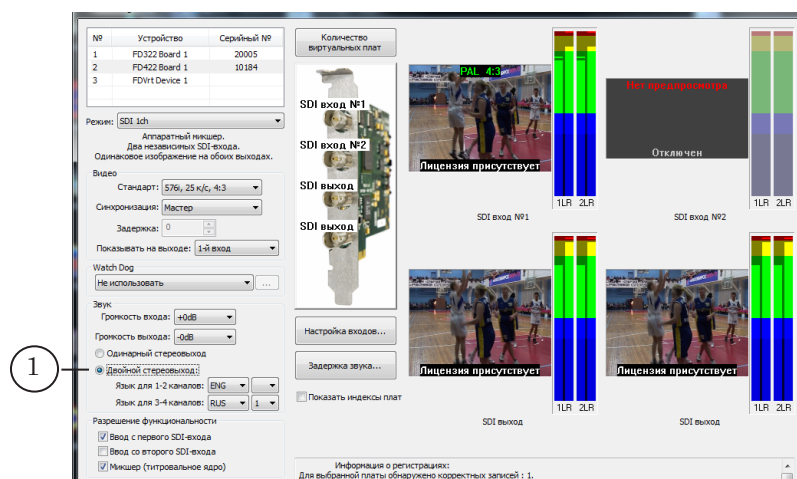 № Устройство Серийный №
1 FD322 Board 1 20005
2 FD422 Board 1 10184
3 FDVrt Device 1
Режим: SDI 1ch
Аппаратный микшер.
Два независимых SDI-входа.
Одинаковое изображение на обоих выходах.
Видео
Стандарт: 576i, 25 к/с, 4:3
Синхронизация: Мастер
Задержка: 0
Показывать на выходе: 1-й вход
Watch Dog
Не использовать ...
Звук
Громкость входа: +0dB
Громкость выхода: -0dB
Одинарный стереовыход
1
Двойной стереовыход:
Язык для 1-2 каналов: ENG
Язык для 3-4 каналов: RUS 1
Разрешение функциональности
Ввод с первого SDI-входа
Ввод со второго SDI-входа
Микшер (титровальное ядро)
Количество
виртуальных плат
SDI вход №1
SDI вход №2
SDI выход
SDI выход
Настройка входов...
Задержка звука...
Показать индексы плат
PAL 4:3
Лицензия присутствует
1LR 2LR
SDI вход №1
Нет предпросмотра
Отключен
1LR 2LR
SDI вход №2
Лицензия присутствует
1LR 2LR
SDI выход
Лицензия присутствует
1LR 2LR
SDI выход
Информация о регистрациях:
Для выбранной платы обнаружено корректных записей : 1.